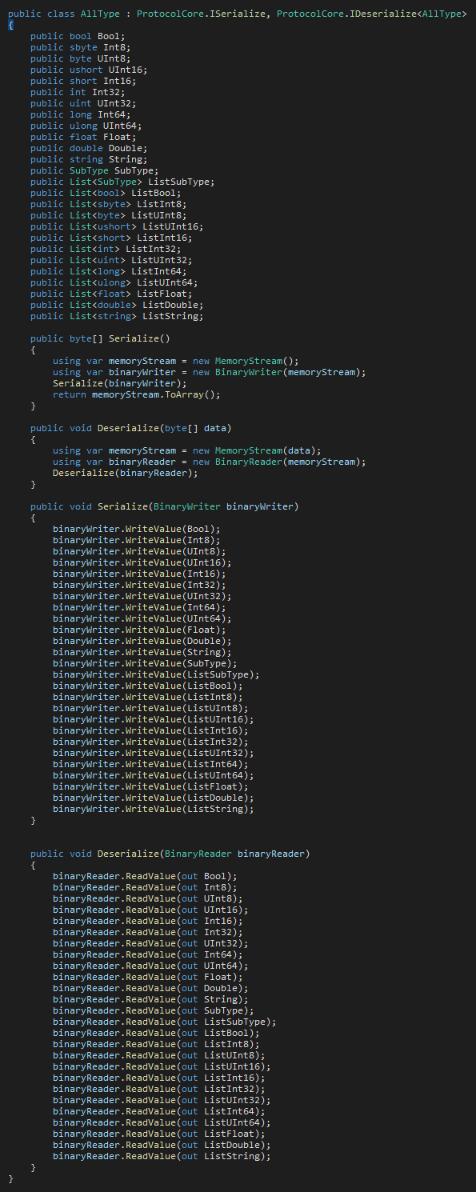 public class AllType : ProtocolCore.ISerialize, ProtocolCore.IDeserialize<AllType>
{
    public bool Bool;
    public sbyte Int8;
    public byte UInt8;
    public ushort UInt16;
    public short Int16;
    public int Int32;
    public uint UInt32;
    public long Int64;
    public ulong UInt64;
    public float Float;
    public double Double;
    public string String;
    public SubType SubType;
    public List<SubType> ListSubType;
    public List<bool> ListBool;
    public List<sbyte> ListInt8;
    public List<byte> ListUInt8;
    public List<ushort> ListUInt16;
    public List<short> ListInt16;
    public List<int> ListInt32;
    public List<uint> ListUInt32;
    public List<long> ListInt64;
    public List<ulong> ListUInt64;
    public List<float> ListFloat;
    public List<double> ListDouble;
    public List<string> ListString;

    public byte[] Serialize()
    {
        using var memoryStream = new MemoryStream();
        using var binaryWriter = new BinaryWriter(memoryStream);
        Serialize(binaryWriter);
        return memoryStream.ToArray();
    }

    public void Deserialize(byte[] data)
    {
        using var memoryStream = new MemoryStream(data);
        using var binaryReader = new BinaryReader(memoryStream);
        Deserialize(binaryReader);
    }

    public void Serialize(BinaryWriter binaryWriter)
    {
        binaryWriter.WriteValue(Bool);
        binaryWriter.WriteValue(Int8);
        binaryWriter.WriteValue(UInt8);
        binaryWriter.WriteValue(UInt16);
        binaryWriter.WriteValue(Int16);
        binaryWriter.WriteValue(Int32);
        binaryWriter.WriteValue(UInt32);
        binaryWriter.WriteValue(Int64);
        binaryWriter.WriteValue(UInt64);
        binaryWriter.WriteValue(Float);
        binaryWriter.WriteValue(Double);
        binaryWriter.WriteValue(String);
        binaryWriter.WriteValue(SubType);
        binaryWriter.WriteValue(ListSubType);
        binaryWriter.WriteValue(ListBool);
        binaryWriter.WriteValue(ListInt8);
        binaryWriter.WriteValue(ListUInt8);
        binaryWriter.WriteValue(ListUInt16);
        binaryWriter.WriteValue(ListInt16);
        binaryWriter.WriteValue(ListInt32);
        binaryWriter.WriteValue(ListUInt32);
        binaryWriter.WriteValue(ListInt64);
        binaryWriter.WriteValue(ListUInt64);
        binaryWriter.WriteValue(ListFloat);
        binaryWriter.WriteValue(ListDouble);
        binaryWriter.WriteValue(ListString);
    }

    public void Deserialize(BinaryReader binaryReader)
    {
        binaryReader.ReadValue(out Bool);
        binaryReader.ReadValue(out Int8);
        binaryReader.ReadValue(out UInt8);
        binaryReader.ReadValue(out UInt16);
        binaryReader.ReadValue(out Int16);
        binaryReader.ReadValue(out Int32);
        binaryReader.ReadValue(out UInt32);
        binaryReader.ReadValue(out Int64);
        binaryReader.ReadValue(out UInt64);
        binaryReader.ReadValue(out Float);
        binaryReader.ReadValue(out Double);
        binaryReader.ReadValue(out String);
        binaryReader.ReadValue(out SubType);
        binaryReader.ReadValue(out ListSubType);
        binaryReader.ReadValue(out ListBool);
        binaryReader.ReadValue(out ListInt8);
        binaryReader.ReadValue(out ListUInt8);
        binaryReader.ReadValue(out ListUInt16);
        binaryReader.ReadValue(out ListInt16);
        binaryReader.ReadValue(out ListInt32);
        binaryReader.ReadValue(out ListUInt32);
        binaryReader.ReadValue(out ListInt64);
        binaryReader.ReadValue(out ListUInt64);
        binaryReader.ReadValue(out ListFloat);
        binaryReader.ReadValue(out ListDouble);
        binaryReader.ReadValue(out ListString);
    }
}